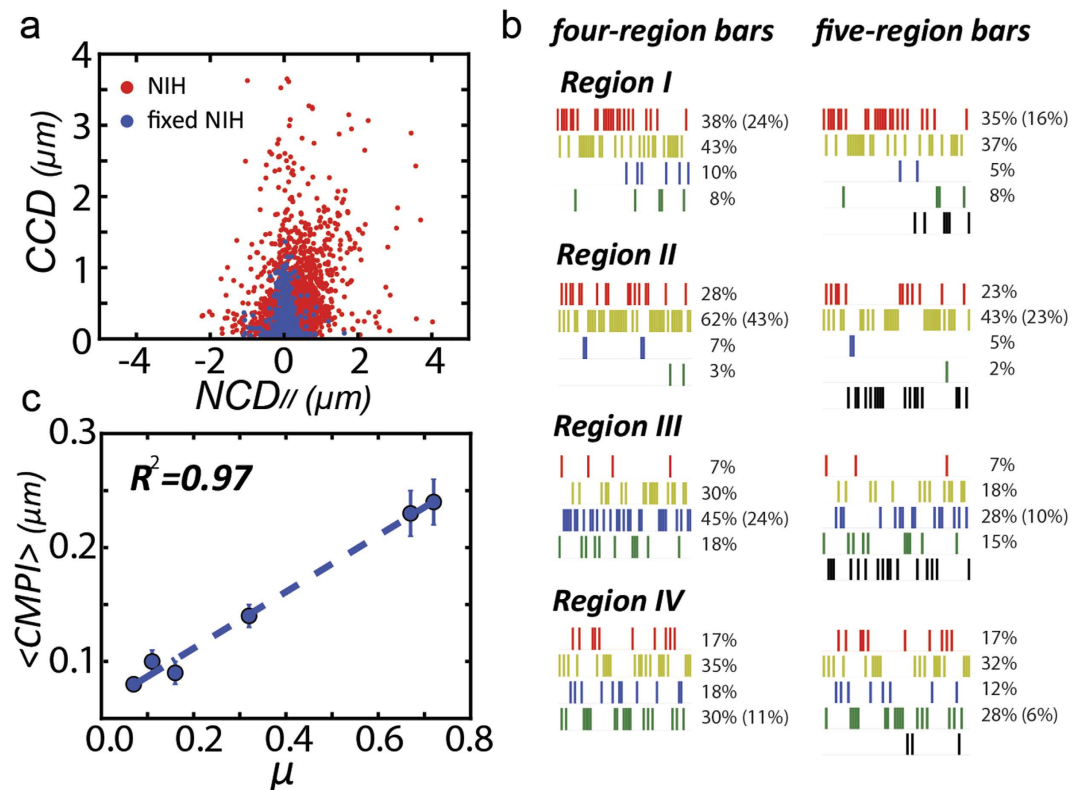 a
CCD (μm)
4
3
2
1
0
NIH
fixed NIH
-4 -2 0 2 4
NCD// (μm)
b
four-region bars five-region bars
Region I
38% (24%) 35% (16%)
43% 37%
10% 5%
8% 8%
Region II
28% 23%
62% (43%) 43% (23%)
7% 5%
3% 2%
Region III
7% 7%
30% 18%
45% (24%) 28% (10%)
18% 15%
Region IV
17% 17%
35% 32%
18% 12%
30% (11%) 28% (6%)
c
<CMPI> (μm)
0.3
0.2
0.1
R²=0.97
0.0 0.2 0.4 0.6 0.8
μ